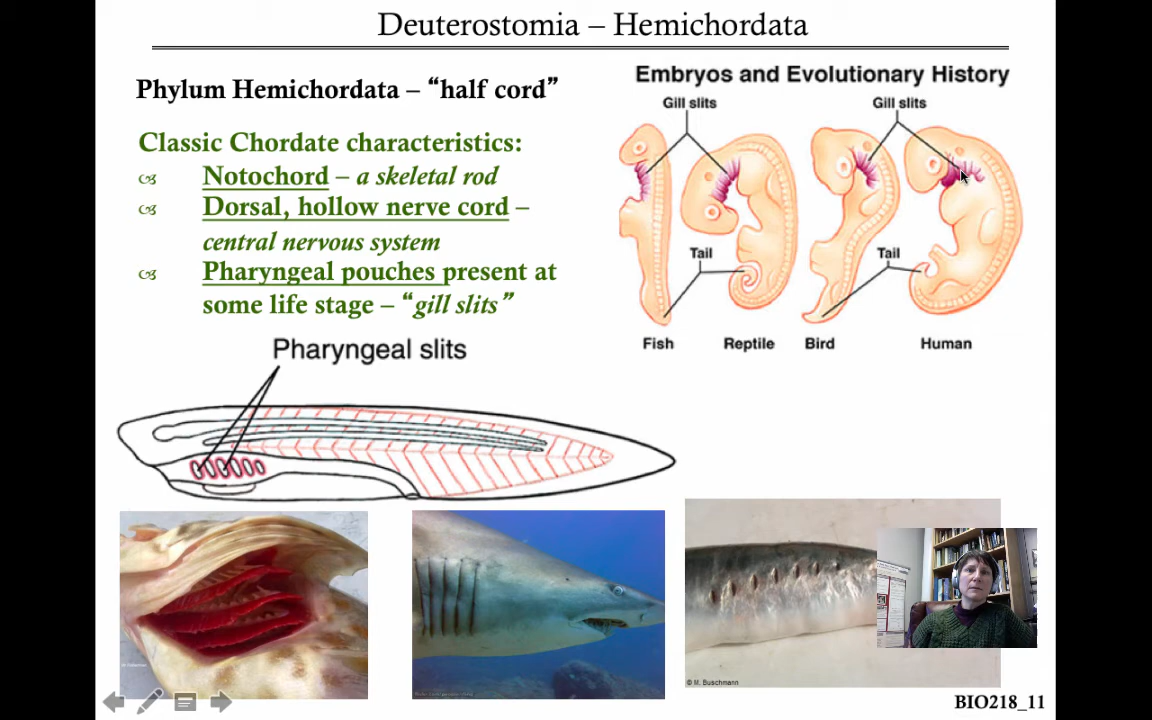 Deuterostomia – Hemichordata
Phylum Hemichordata – “half cord”
Classic Chordate characteristics:
Notochord – a skeletal rod
Dorsal, hollow nerve cord –
central nervous system
Pharyngeal pouches present at
some life stage – “gill slits”
Embryos and Evolutionary History
Gill slits
Gill slits
Tail
Tail
Fish
Reptile
Bird
Human
Pharyngeal slits
© M. Buschmann
BIO218_11